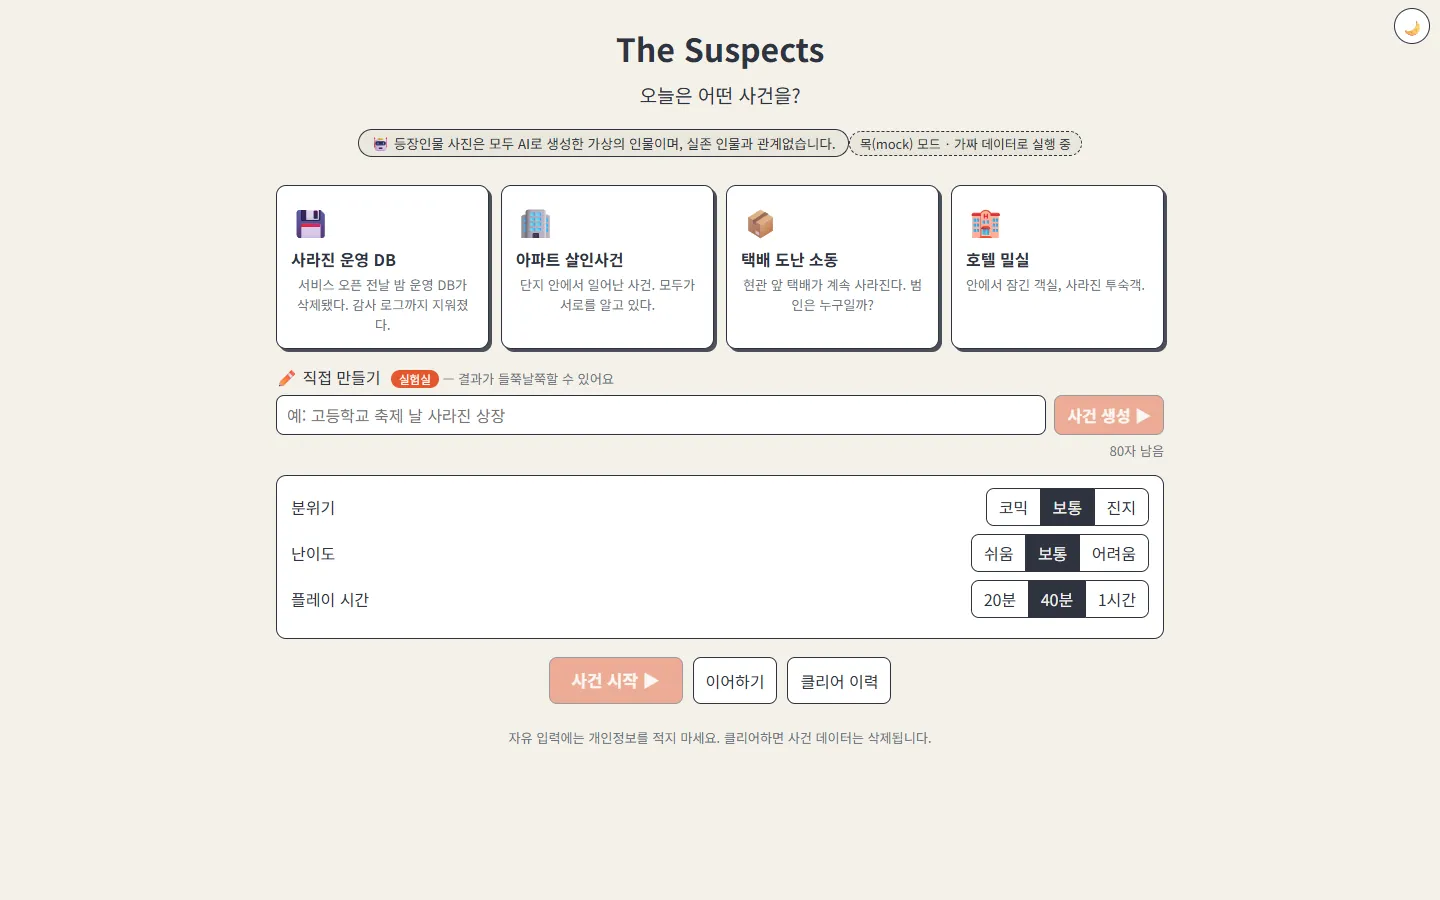 The Suspects
오늘은 어떤 사건을?
등장인물 사진은 모두 AI로 생성한 가상의 인물이며, 실존 인물과 관계없습니다.
목(mock) 모드 · 가짜 데이터로 실행 중
사라진 운영 DB
서비스 오픈 전날 밤 운영 DB가
삭제됐다. 감사 로그까지 지워졌
다.
아파트 살인사건
단지 안에서 일어난 사건. 모두가
서로를 알고 있다.
택배 도난 소동
현관 앞 택배가 계속 사라진다. 범
인은 누구일까?
호텔 밀실
안에서 잠긴 객실, 사라진 투숙객.
직접 만들기 실험실 — 결과가 들쭉날쭉할 수 있어요
예: 고등학교 축제 날 사라진 상장
사건 생성 ▶
80자 남음
분위기
코믹 보통 진지
난이도
쉬움 보통 어려움
플레이 시간
20분 40분 1시간
사건 시작 ▶
이어하기
클리어 이력
자유 입력에는 개인정보를 적지 마세요. 클리어하면 사건 데이터는 삭제됩니다.